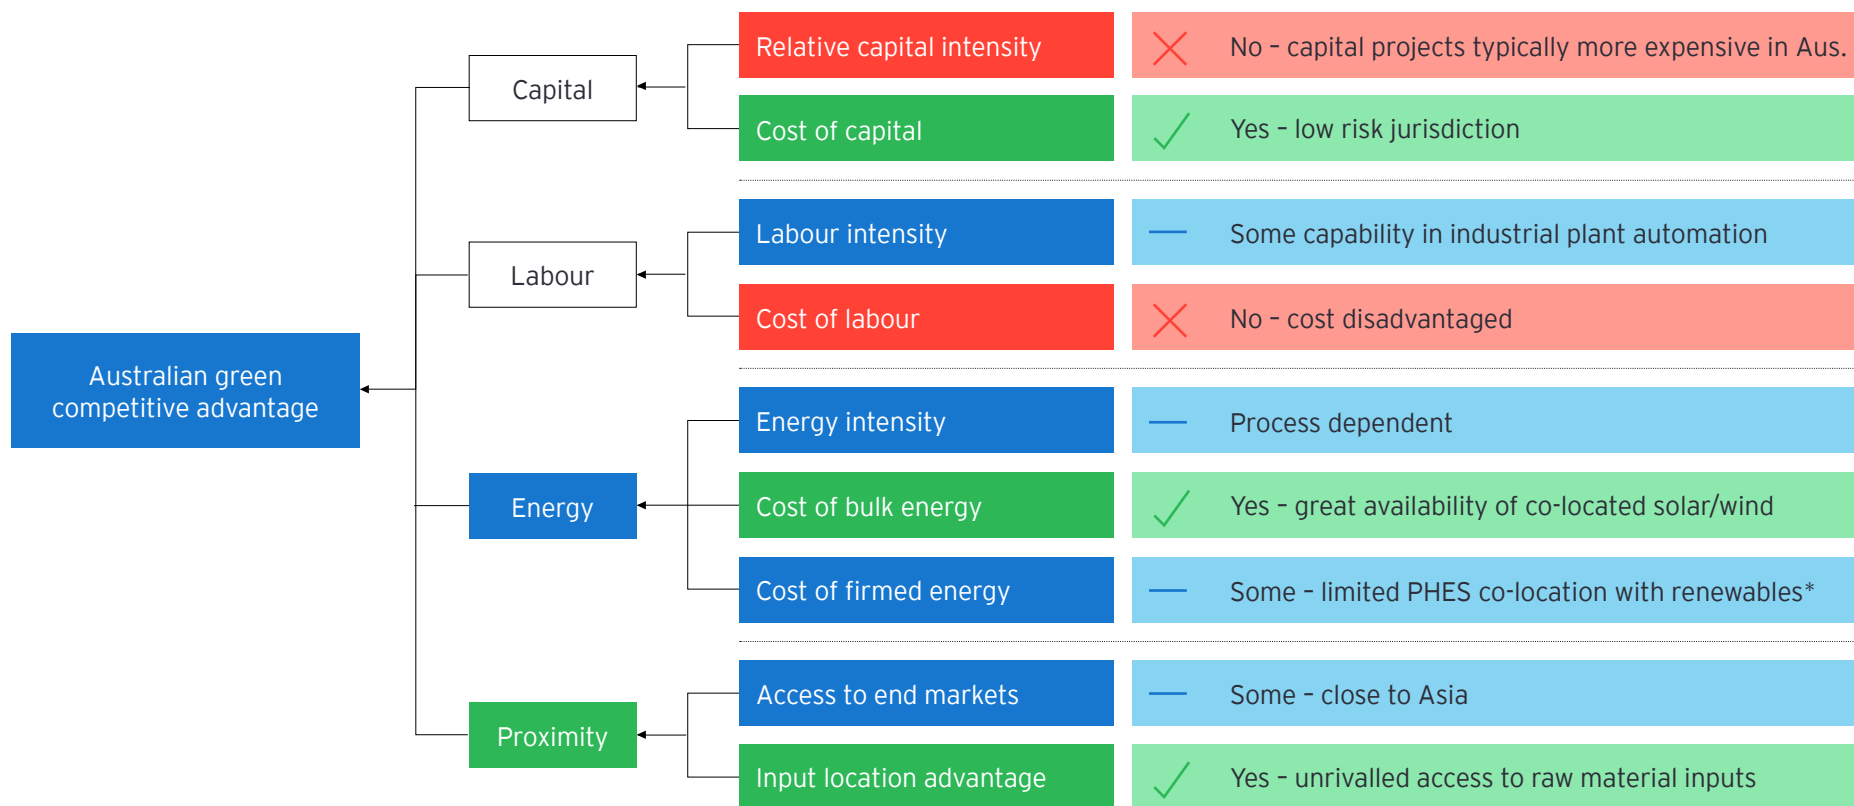 Relative capital intensity
No – capital projects typically more expensive in Aus.
Capital
Cost of capital
Yes – low risk jurisdiction
Labour intensity
Some capability in industrial plant automation
Labour
Cost of labour
No – cost disadvantaged
Australian green
competitive advantage
Energy intensity
Process dependent
Energy
Cost of bulk energy
Yes – great availability of co-located solar/wind
Cost of firmed energy
Some – limited PHES co-location with renewables*
Access to end markets
Some – close to Asia
Proximity
Input location advantage
Yes – unrivalled access to raw material inputs